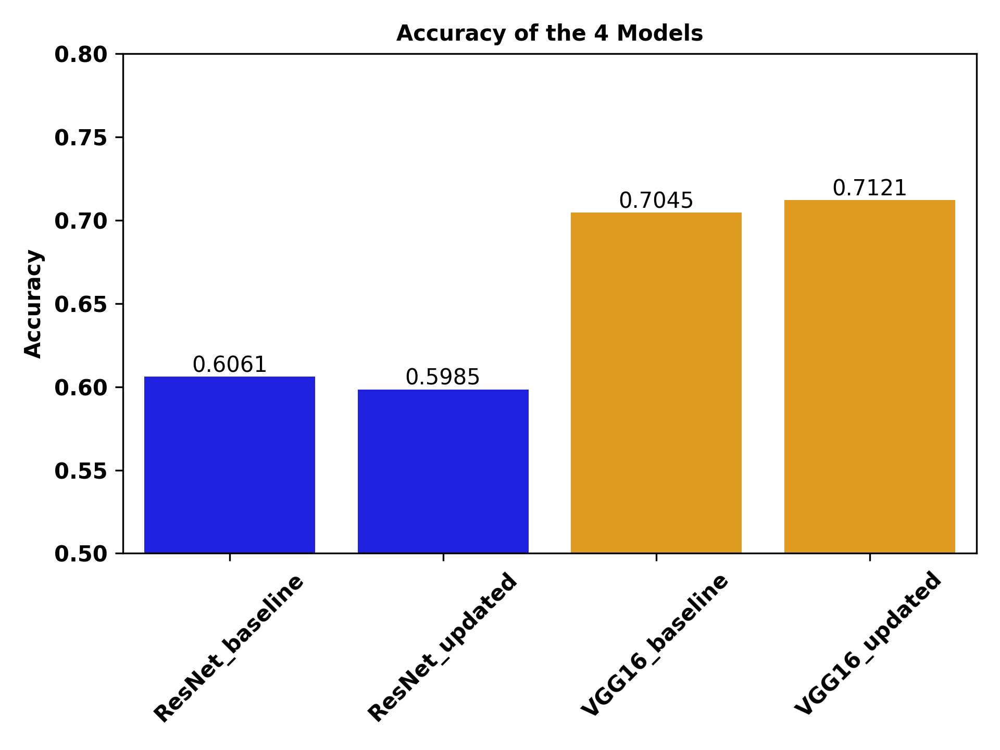 Accuracy of the 4 Models
0.80
0.75
0.70
0.65
0.60
0.55
0.50
Accuracy
0.6061
0.5985
0.7045
0.7121
ResNet_baseline
ResNet_updated
VGG16_baseline
VGG16_updated